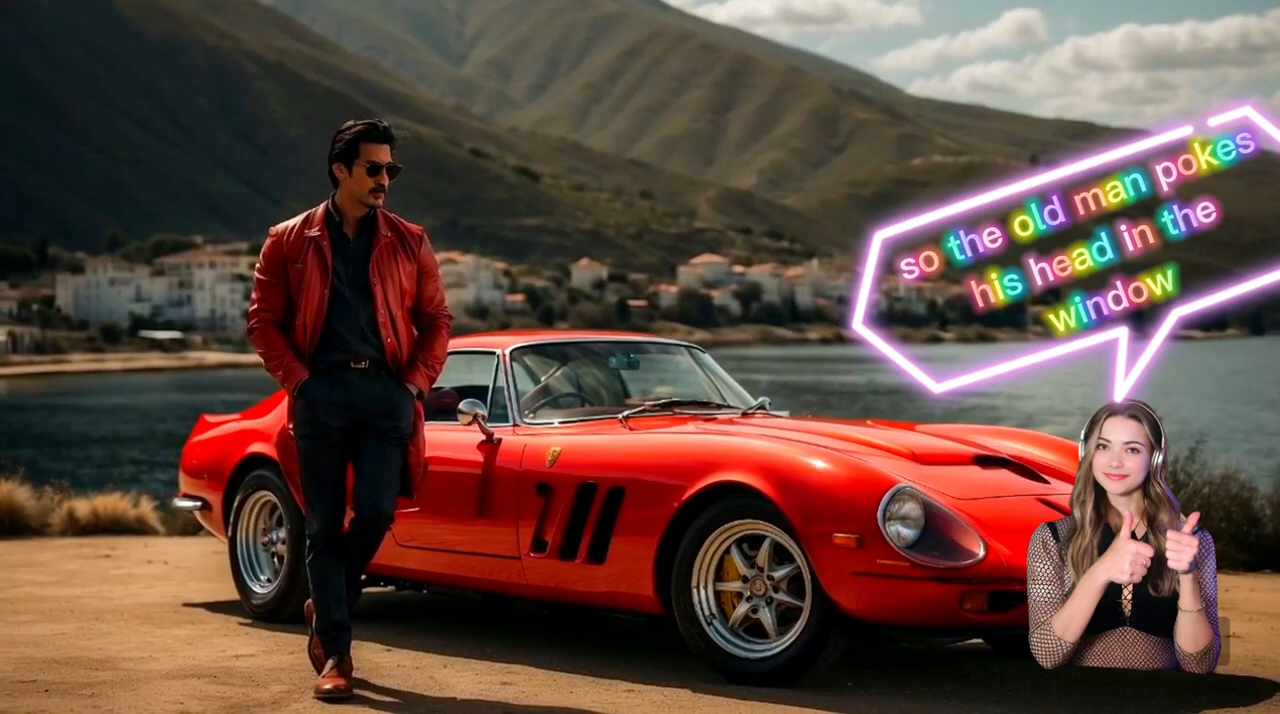 so the old man pokes
his head in the
window